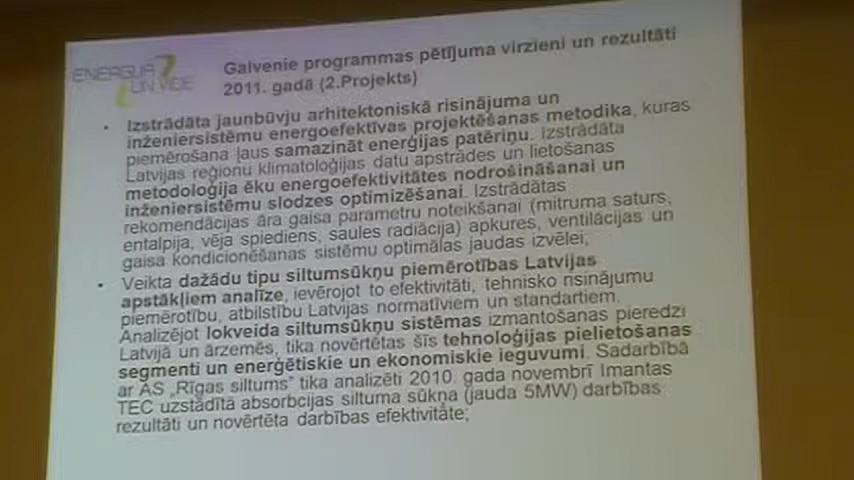 ENERĢIJA
UN VIDE
Galvenie programmas pētījuma virzieni un rezultāti
2011. gadā (2.Projekts)
• Izstrādāta jaunbūvju arhitektoniskā risinājuma un
inženiersistēmu energoefektīvas projektēšanas metodika, kuras
piemērošana ļaus samazināt enerģijas patēriņu. Izstrādāta
Latvijas reģionu klimatoloģijas datu apstrādes un lietošanas
metodoloģija ēku energoefektivitātes nodrošināšanai un
inženiersistēmu slodzes optimizēšanai. Izstrādātas
rekomendācijas āra gaisa parametru noteikšanai (mitruma saturs,
entalpija, vēja spiediens, saules radiācija) apkures, ventilācijas un
gaisa kondicionēšanas sistēmu optimālas jaudas izvēlei;
• Veikta dažādu tipu siltumsūkņu piemērotības Latvijas
apstākļiem analīze, ievērojot to efektivitāti, tehnisko risinājumu
piemērotību, atbilstību Latvijas normatīviem un standartiem.
Analizējot lokveida siltumsūkņu sistēmas izmantošanas pieredzi
Latvijā un ārzemēs, tika novērtētas šīs tehnoloģijas pielietošanas
segmenti un enerģētiskie un ekonomiskie ieguvumi. Sadarbībā
ar AS „Rīgas siltums” tika analizēti 2010. gada novembrī Imantas
TEC uzstādītā absorbcijas siltuma sūkņa (jauda 5MW) darbības
rezultāti un novērtēta darbības efektivitāte;